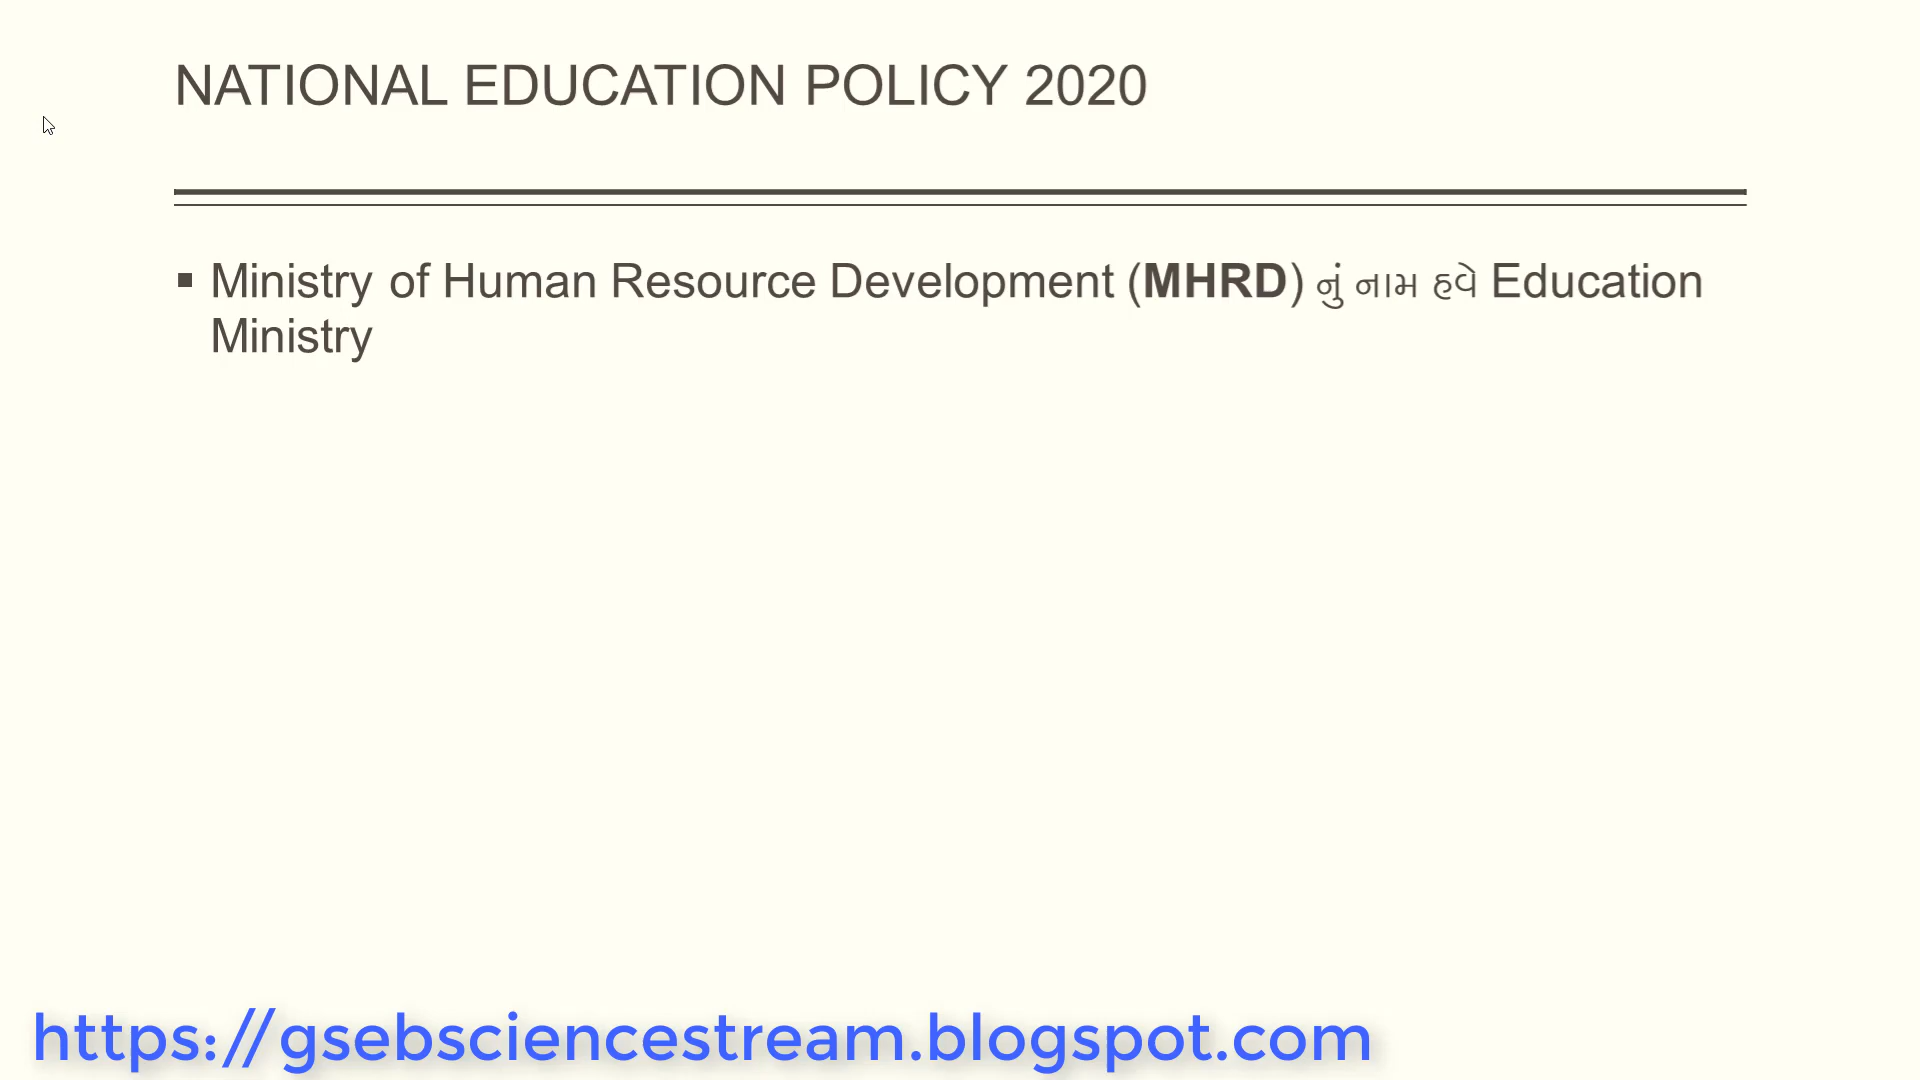 NATIONAL EDUCATION POLICY 2020
▪ Ministry of Human Resource Development (MHRD) નું નામ હવે Education
Ministry
https://gsebsciencestream.blogspot.com